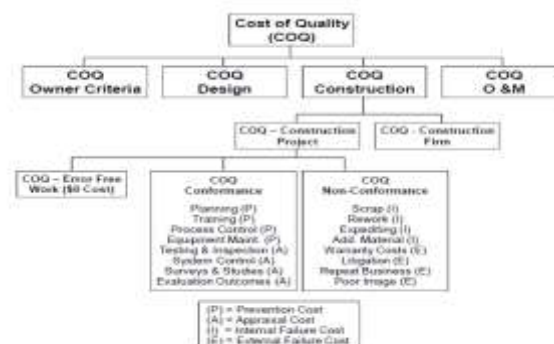 Cost of Quality
(COQ)
COQ
Owner Criteria
COQ
Design
COQ
Construction
COQ
O &M
COQ – Construction
Project
COQ - Construction
Firm
COQ – Error Free
Work ($0 Cost)
COQ
Conformance
Planning (P)
Training (P)
Process Control (P)
Equipment Maint. (P)
Testing & Inspection (A)
System Control (A)
Surveys & Studies (A)
Evaluation Outcomes (A)
COQ
Non-Conformance
Scrap (I)
Rework (I)
Expediting (I)
Add. Material (I)
Warranty Costs (E)
Litigation (E)
Repeat Business (E)
Poor Image (E)
(P) = Prevention Cost
(A) = Appraisal Cost
(I) = Internal Failure Cost
(E) = External Failure Cost